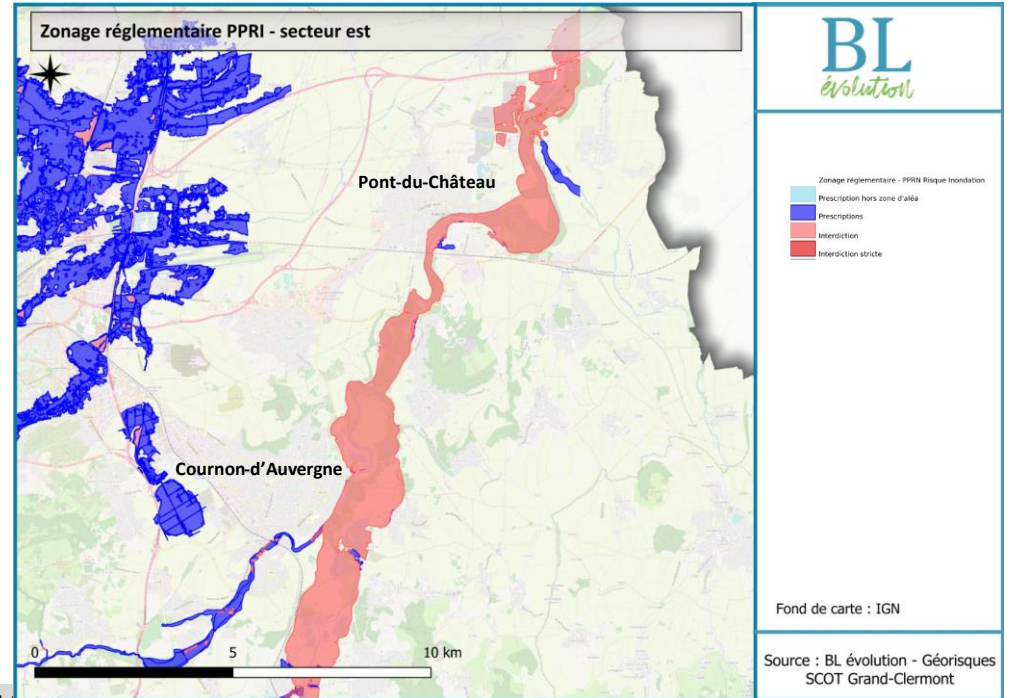 Zonage réglementaire PPRI - secteur est
Pont-du-Château
Cournon-d'Auvergne
0 5 10 km
BL
évolution
Zonage réglementaire - PPRN Risque Inondation
Prescription hors zone d'aléa
Prescriptions
Interdiction
Interdiction stricte
Fond de carte : IGN
Source : BL évolution - Géorisques
SCOT Grand-Clermont